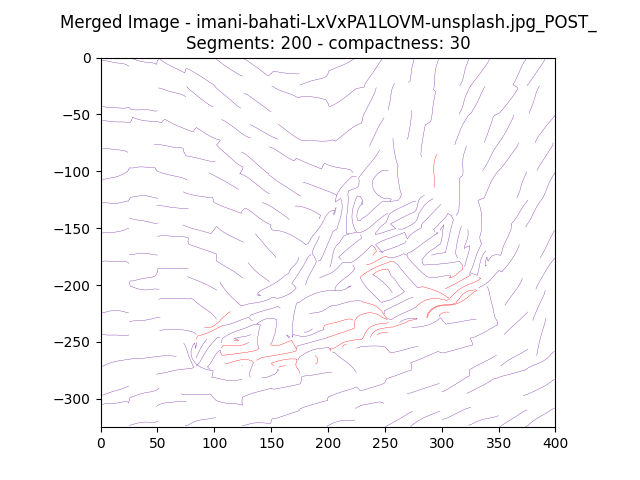 Merged Image - imani-bahati-LxVxPA1LOVM-unsplash.jpg_POST_
Segments: 200 - compactness: 30
0
−50
−100
−150
−200
−250
−300
0 50 100 150 200 250 300 350 400